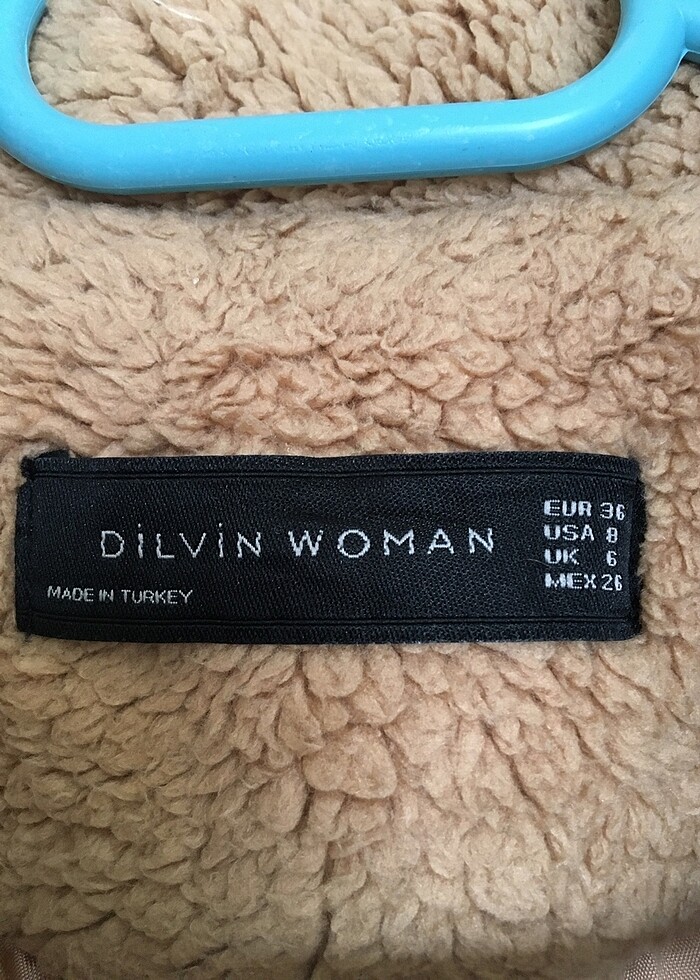 DİLVİN WOMAN
MADE IN TURKEY
EUR 36
USA 8
UK 6
MEX 26